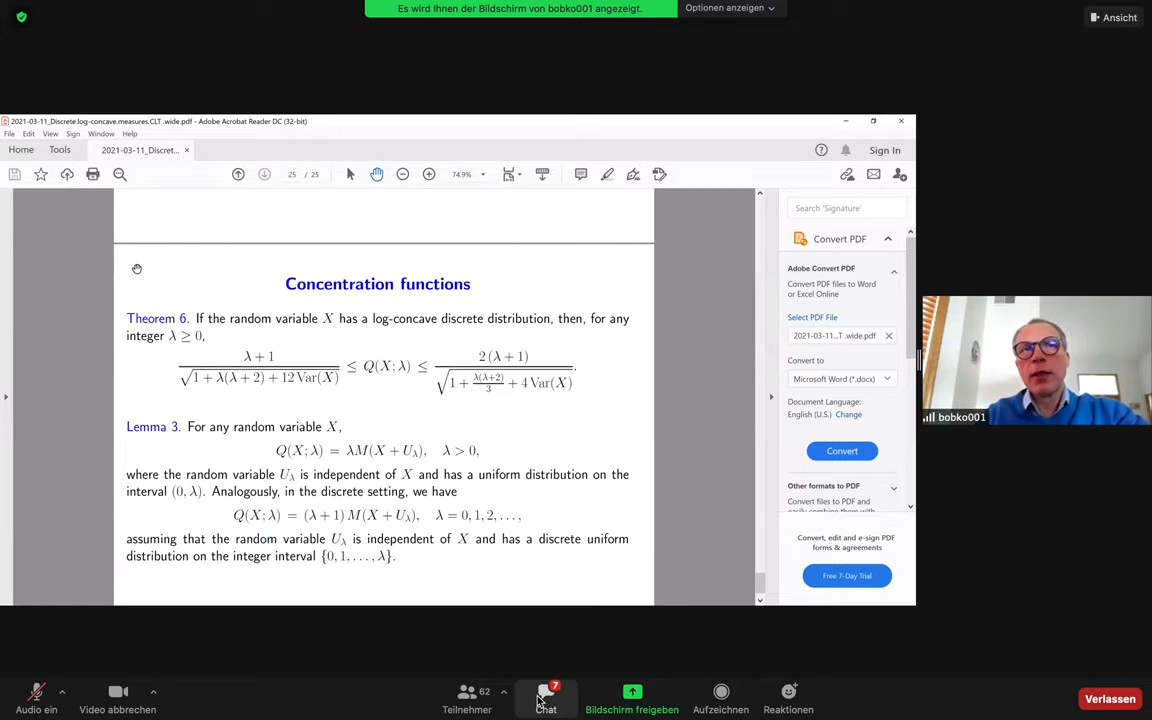 Es wird Ihnen der Bildschirm von bobko001 angezeigt.
Optionen anzeigen
Ansicht
2021-03-11_Discrete.log-concave.measures.CLT .wide.pdf - Adobe Acrobat Reader DC (32-bit)
File Edit View Sign Window Help
Home Tools 2021-03-11_Discret... × Sign In
25 / 25 74.9%
Search 'Signature'
Convert PDF
Adobe Convert PDF
Convert PDF files to Word
or Excel Online
Select PDF File
2021-03-11...T .wide.pdf
Convert to
Microsoft Word (*.docx)
Document Language:
English (U.S.) Change
Convert
Other formats to PDF
Convert files to PDF and
easily combine them with
Convert, edit and e-sign PDF
forms & agreements
Free 7-Day Trial
Concentration functions
Theorem 6. If the random variable X has a log-concave discrete distribution, then, for any
integer λ ≥ 0,
(λ + 1)/√(1 + λ(λ + 2) + 12 Var(X)) ≤ Q(X; λ) ≤ 2 (λ + 1)/√(1 + λ(λ+2)/3 + 4 Var(X)).
Lemma 3. For any random variable X,
Q(X; λ) = λM(X + U_λ), λ > 0,
where the random variable U_λ is independent of X and has a uniform distribution on the
interval (0, λ). Analogously, in the discrete setting, we have
Q(X; λ) = (λ + 1) M(X + U_λ), λ = 0, 1, 2, . . . ,
assuming that the random variable U_λ is independent of X and has a discrete uniform
distribution on the integer interval {0, 1, . . . , λ}.
bobko001
Audio ein
Video abbrechen
62
Teilnehmer
7
Chat
Bildschirm freigeben
Aufzeichnen
Reaktionen
Verlassen